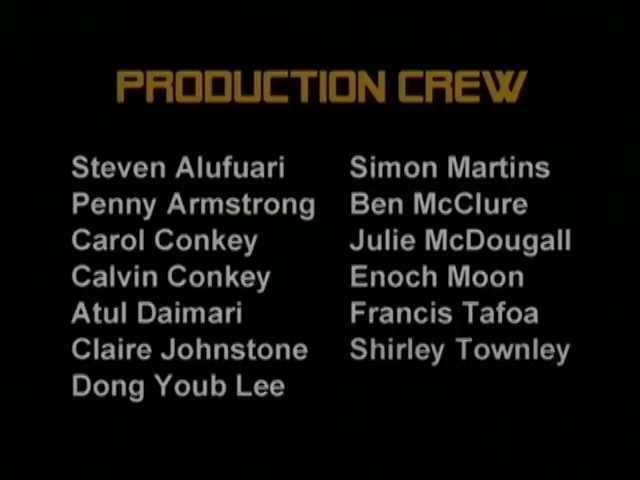 PRODUCTION CREW
Steven Alufuari
Penny Armstrong
Carol Conkey
Calvin Conkey
Atul Daimari
Claire Johnstone
Dong Youb Lee
Simon Martins
Ben McClure
Julie McDougall
Enoch Moon
Francis Tafoa
Shirley Townley